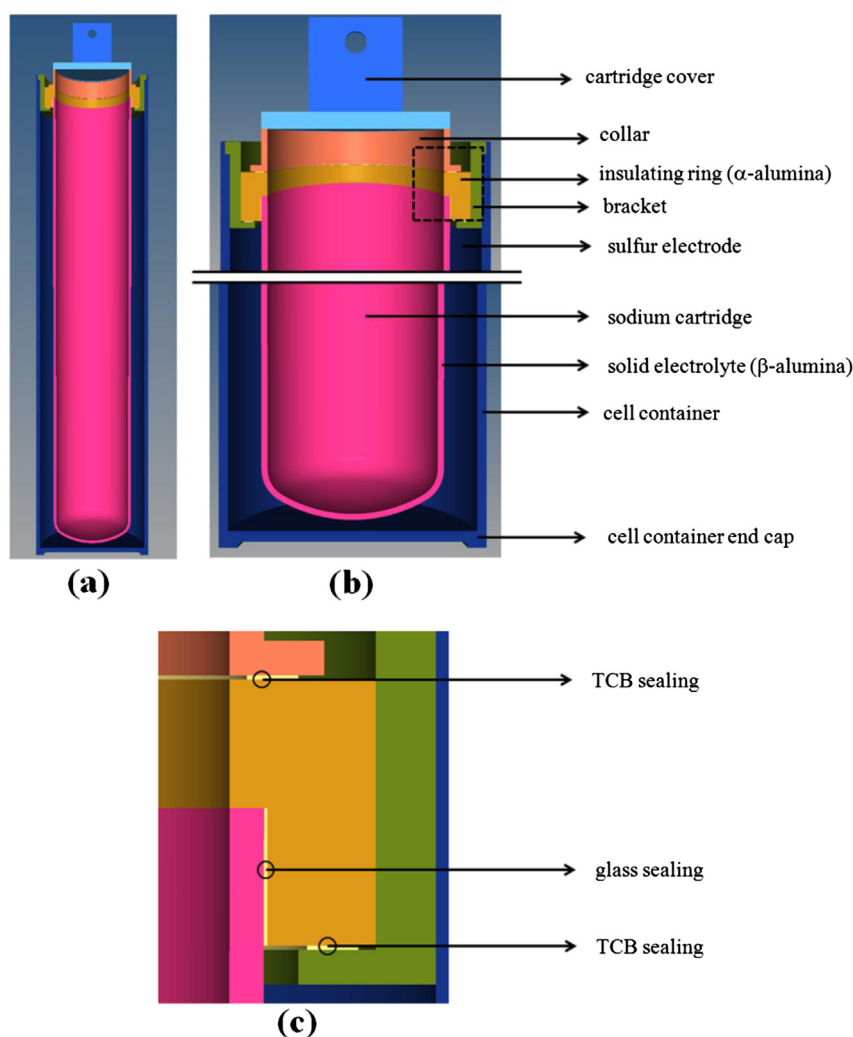 cartridge cover
collar
insulating ring (α-alumina)
bracket
sulfur electrode
sodium cartridge
solid electrolyte (β-alumina)
cell container
cell container end cap
(a)
(b)
TCB sealing
glass sealing
TCB sealing
(c)